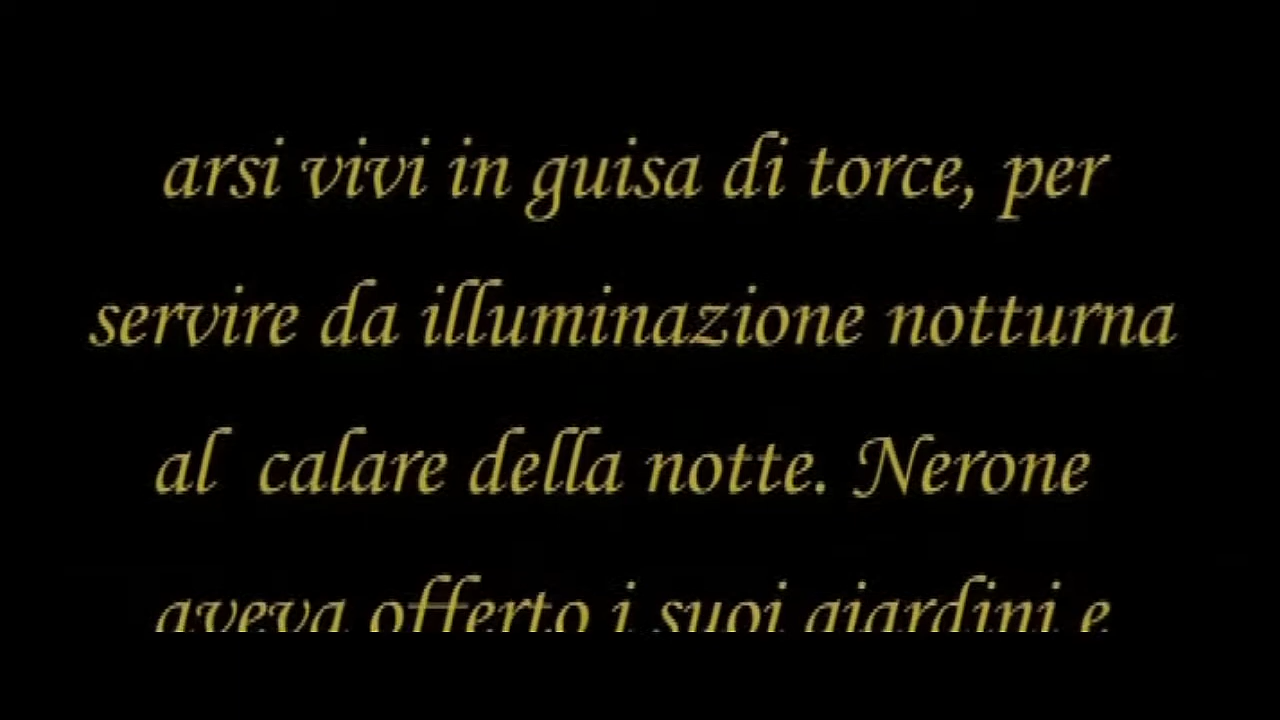 arsi vivi in guisa di torce, per
servire da illuminazione notturna
al calare della notte. Nerone
aveva offerto i suoi giardini e